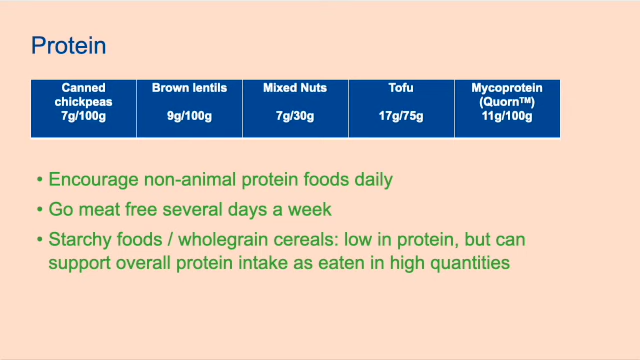 Protein
Canned chickpeas 7g/100g
Brown lentils 9g/100g
Mixed Nuts 7g/30g
Tofu 17g/75g
Mycoprotein (Quorn™) 11g/100g
• Encourage non-animal protein foods daily
• Go meat free several days a week
• Starchy foods / wholegrain cereals: low in protein, but can
support overall protein intake as eaten in high quantities